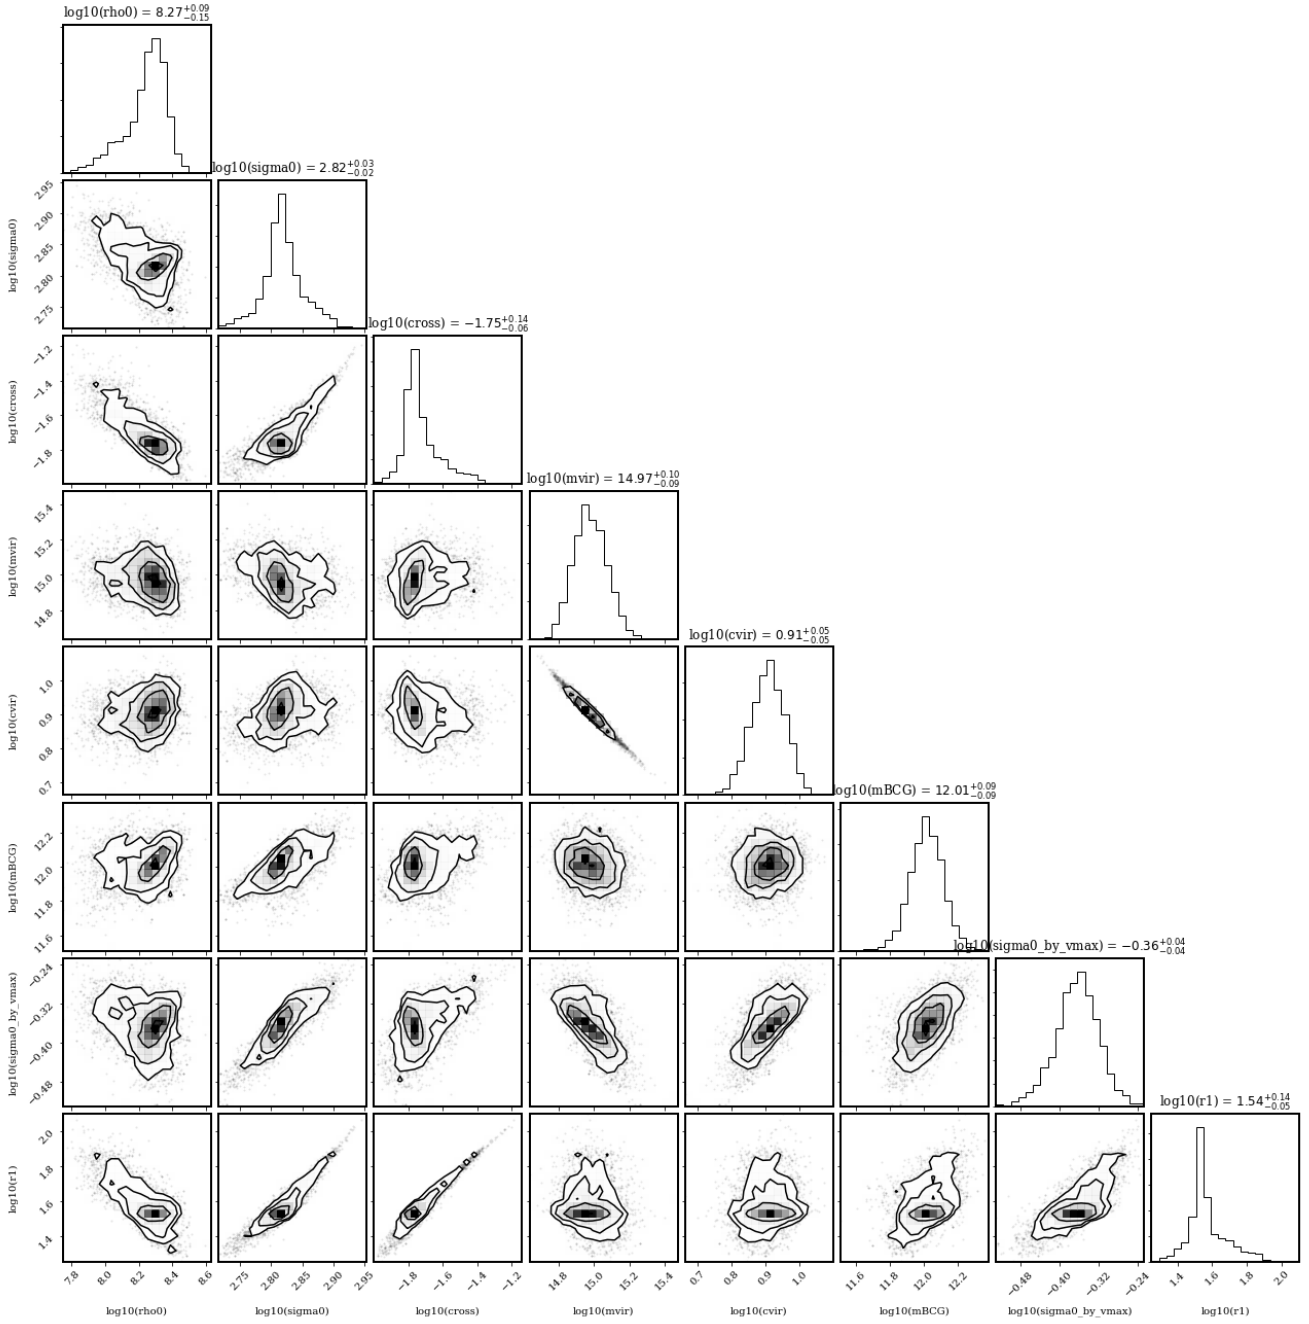 log10(rho0) = 8.27+0.09−0.15
2.95
2.90
2.85
2.80
2.75
log10(sigma0)
log10(sigma0) = 2.82+0.03−0.02
−1.2
−1.4
−1.6
−1.8
log10(cross)
log10(cross) = −1.75+0.14−0.06
15.4
15.2
15.0
14.8
log10(mvir)
log10(mvir) = 14.97+0.10−0.09
1.0
0.9
0.8
0.7
log10(cvir)
log10(cvir) = 0.91+0.05−0.05
12.2
12.0
11.8
11.6
log10(mBCG)
log10(mBCG) = 12.01+0.09−0.09
−0.24
−0.32
−0.40
−0.48
log10(sigma0_by_vmax)
log10(sigma0_by_vmax) = −0.36+0.04−0.04
2.0
1.8
1.6
1.4
log10(r1)
log10(r1) = 1.54+0.14−0.05
7.8 8.0 8.2 8.4 8.6 2.75 2.80 2.85 2.90 2.95 −1.8 −1.6 −1.4 −1.2 14.8 15.0 15.2 15.4 0.7 0.8 0.9 1.0 11.6 12.0 12.2 −0.48 −0.40 −0.32 −0.24 1.4 1.6 1.8 2.0
log10(rho0) log10(sigma0) log10(cross) log10(mvir) log10(cvir) log10(mBCG) log10(sigma0_by_vmax) log10(r1)